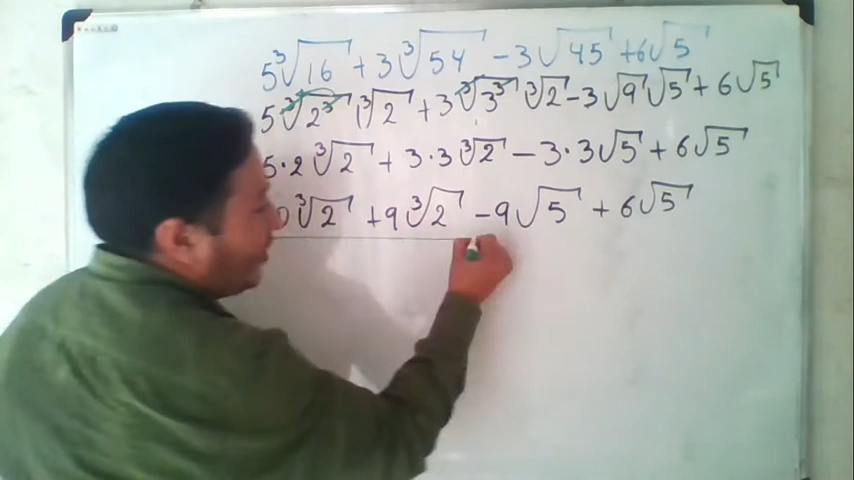 5∛16 + 3∛54 − 3√45 + 6√5
5∛2³ ∛2 + 3∛3³ ∛2 − 3√9√5 + 6√5
5·2∛2 + 3·3∛2 − 3·3√5 + 6√5
0∛2 + 9∛2 − 9√5 + 6√5